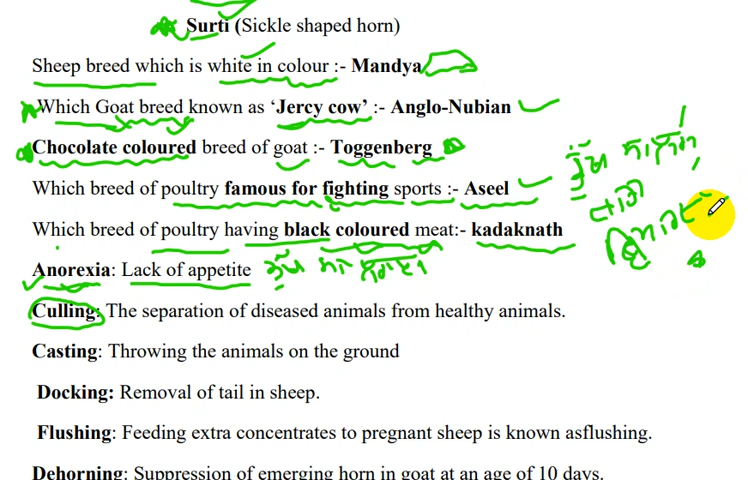 Surti (Sickle shaped horn)
Sheep breed which is white in colour :- Mandya
Which Goat breed known as ‘Jercy cow’ :- Anglo-Nubian
Chocolate coloured breed of goat :- Toggenberg
Which breed of poultry famous for fighting sports :- Aseel
Which breed of poultry having black coloured meat:- kadaknath
Anorexia: Lack of appetite
Culling: The separation of diseased animals from healthy animals.
Casting: Throwing the animals on the ground
Docking: Removal of tail in sheep.
Flushing: Feeding extra concentrates to pregnant sheep is known asflushing.
Dehorning: Suppression of emerging horn in goat at an age of 10 days.